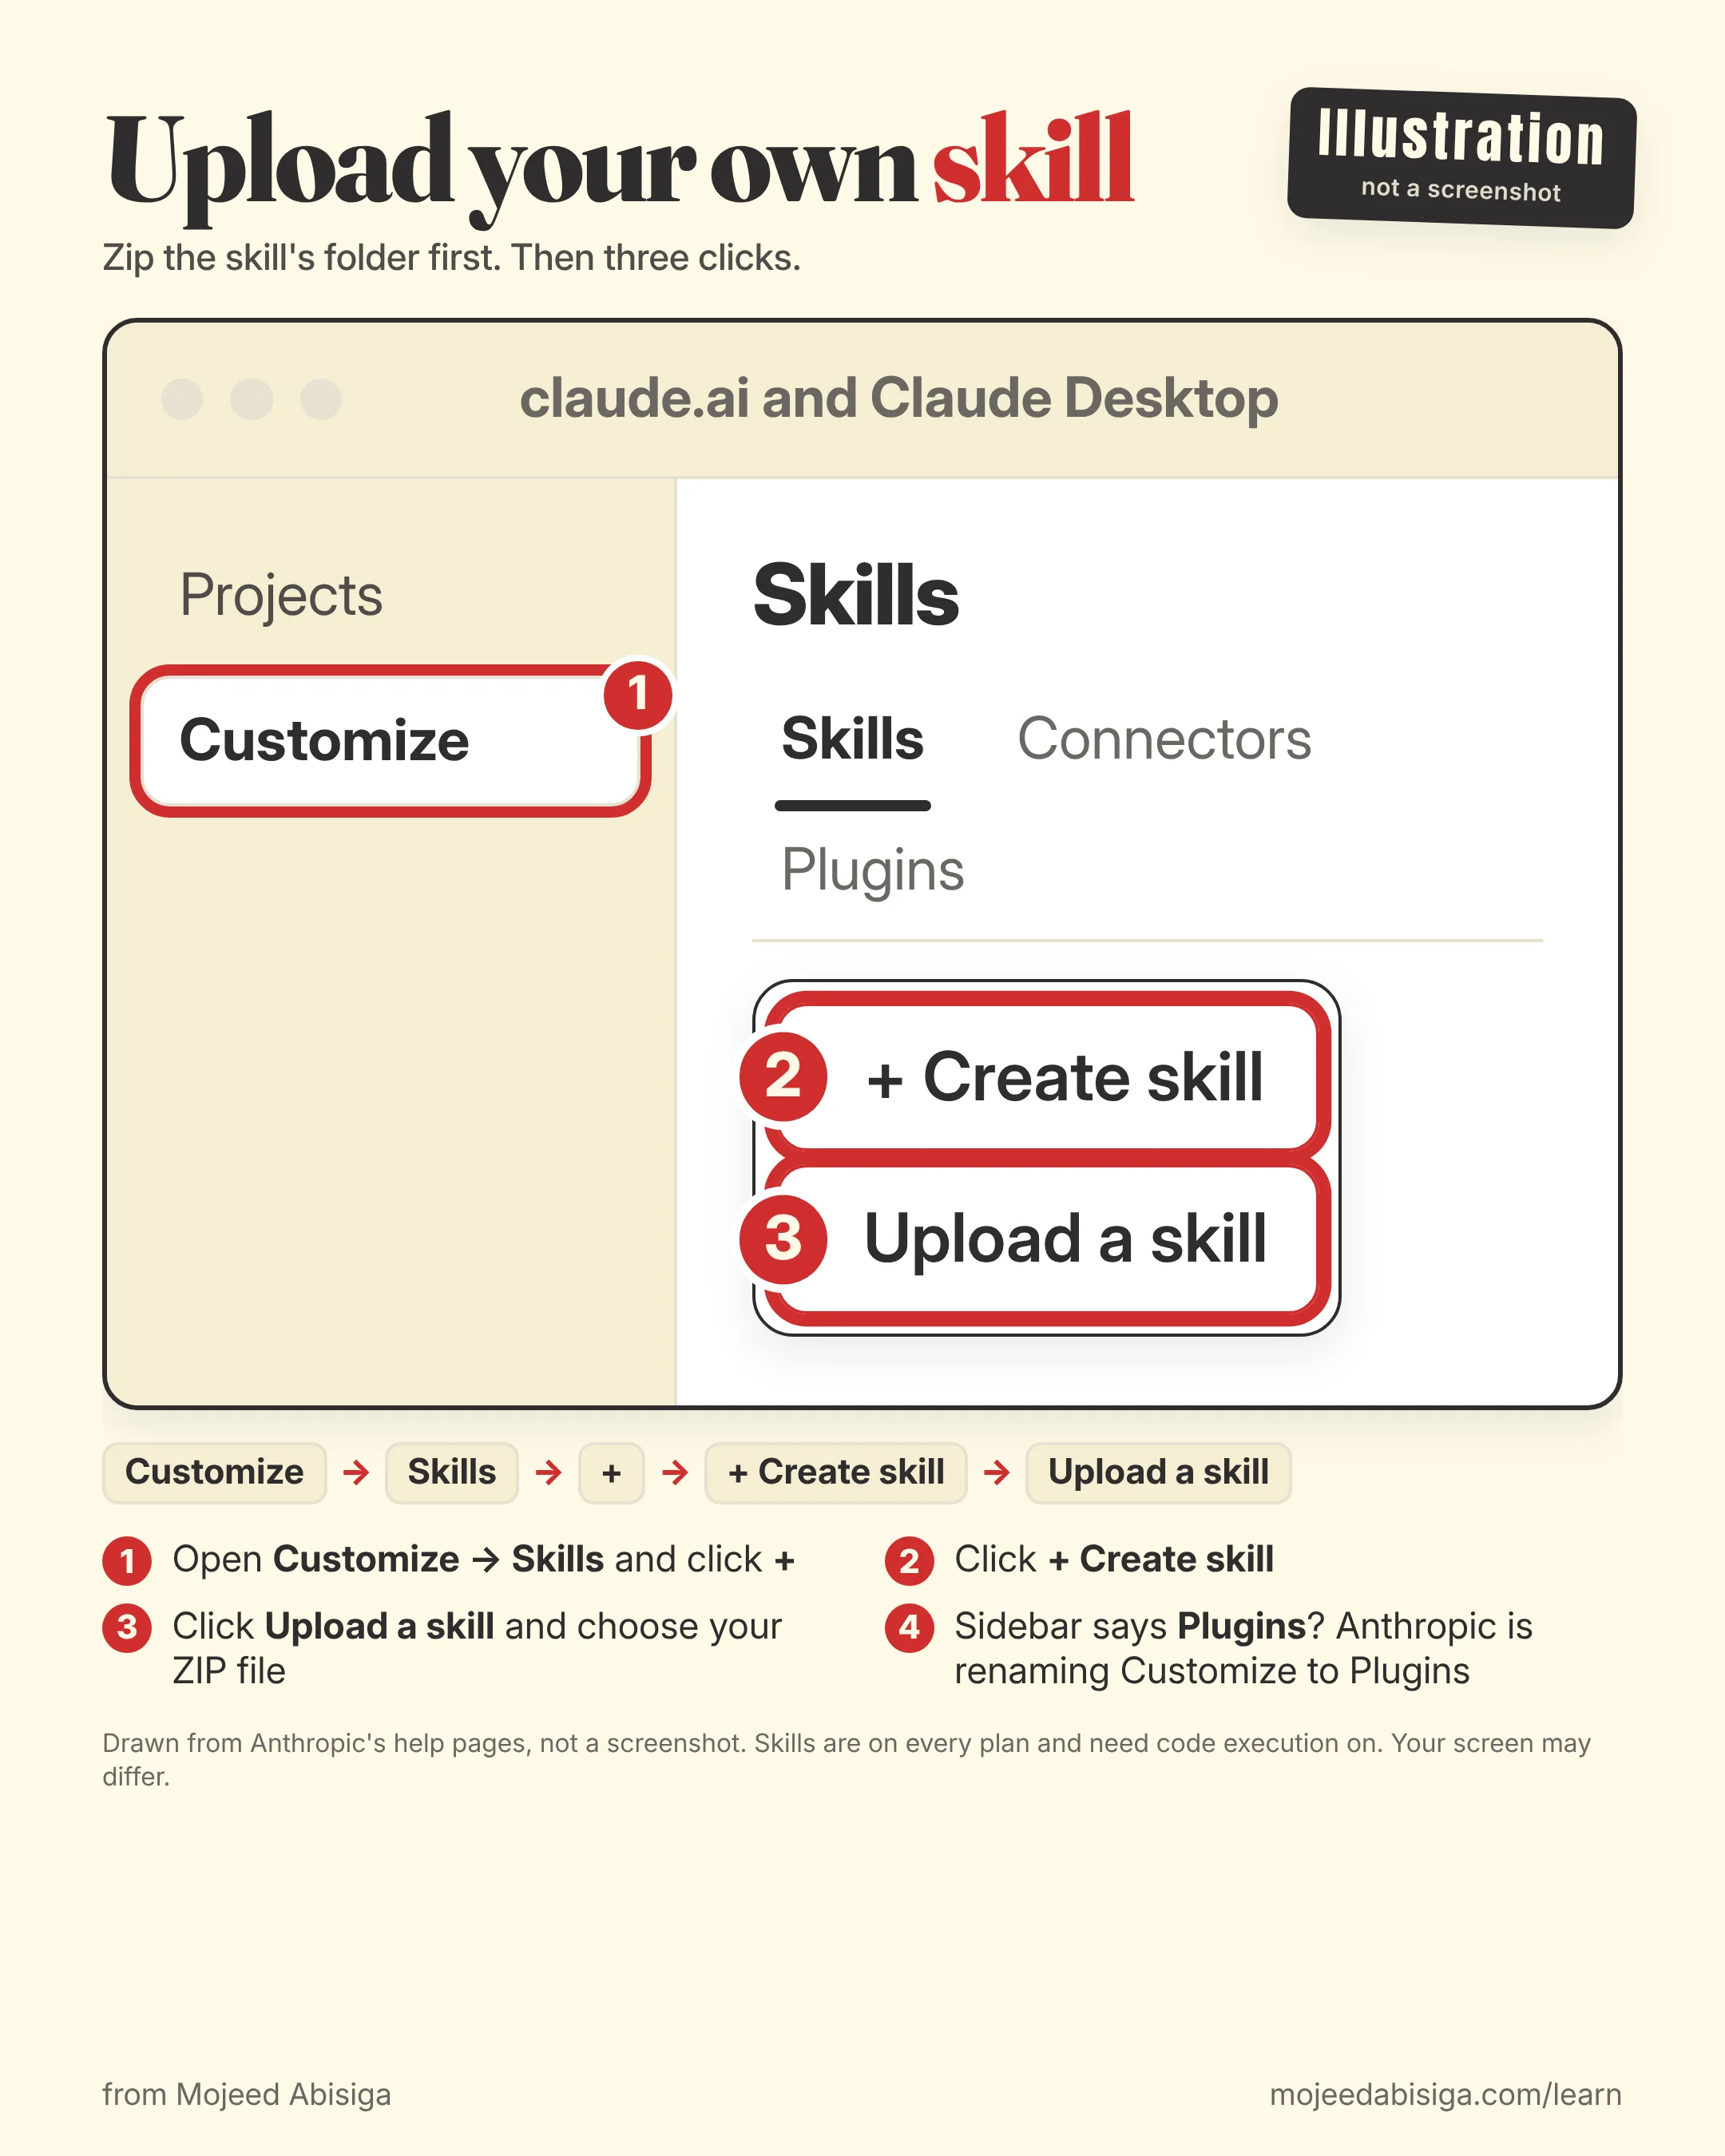 Upload your own skill
Illustration
not a screenshot
Zip the skill's folder first. Then three clicks.
claude.ai and Claude Desktop
Projects
1
Customize
Skills
Skills Connectors
Plugins
2 + Create skill
3 Upload a skill
Customize → Skills → + → + Create skill → Upload a skill
1 Open Customize → Skills and click +
2 Click + Create skill
3 Click Upload a skill and choose your
ZIP file
4 Sidebar says Plugins? Anthropic is
renaming Customize to Plugins
Drawn from Anthropic's help pages, not a screenshot. Skills are on every plan and need code execution on. Your screen may
differ.
from Mojeed Abisiga
mojeedabisiga.com/learn